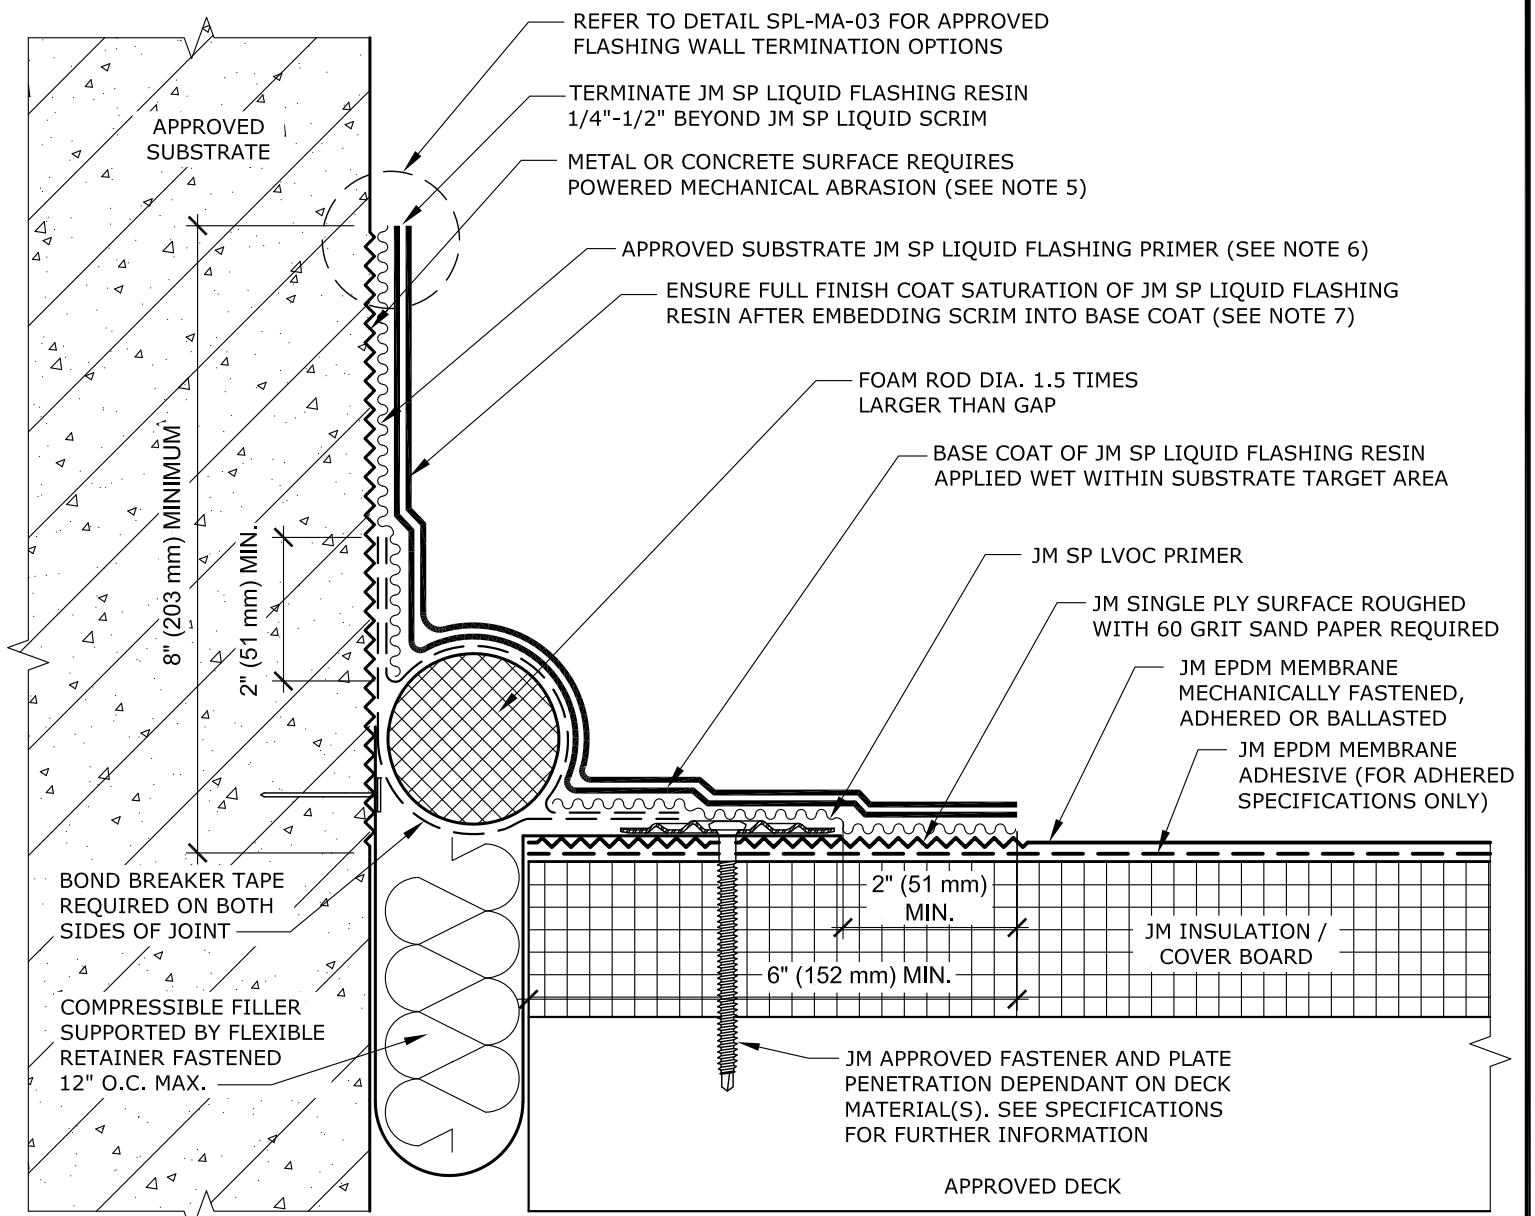 REFER TO DETAIL SPL-MA-03 FOR APPROVED
FLASHING WALL TERMINATION OPTIONS
TERMINATE JM SP LIQUID FLASHING RESIN
1/4"-1/2" BEYOND JM SP LIQUID SCRIM
APPROVED
SUBSTRATE
METAL OR CONCRETE SURFACE REQUIRES
POWERED MECHANICAL ABRASION (SEE NOTE 5)
APPROVED SUBSTRATE JM SP LIQUID FLASHING PRIMER (SEE NOTE 6)
ENSURE FULL FINISH COAT SATURATION OF JM SP LIQUID FLASHING
RESIN AFTER EMBEDDING SCRIM INTO BASE COAT (SEE NOTE 7)
FOAM ROD DIA. 1.5 TIMES
LARGER THAN GAP
BASE COAT OF JM SP LIQUID FLASHING RESIN
APPLIED WET WITHIN SUBSTRATE TARGET AREA
8" (203 mm) MINIMUM
2" (51 mm) MIN.
JM SP LVOC PRIMER
JM SINGLE PLY SURFACE ROUGHED
WITH 60 GRIT SAND PAPER REQUIRED
JM EPDM MEMBRANE
MECHANICALLY FASTENED,
ADHERED OR BALLASTED
JM EPDM MEMBRANE
ADHESIVE (FOR ADHERED
SPECIFICATIONS ONLY)
BOND BREAKER TAPE
REQUIRED ON BOTH
SIDES OF JOINT
2" (51 mm)
MIN.
JM INSULATION /
COVER BOARD
6" (152 mm) MIN.
COMPRESSIBLE FILLER
SUPPORTED BY FLEXIBLE
RETAINER FASTENED
12" O.C. MAX.
JM APPROVED FASTENER AND PLATE
PENETRATION DEPENDANT ON DECK
MATERIAL(S). SEE SPECIFICATIONS
FOR FURTHER INFORMATION
APPROVED DECK